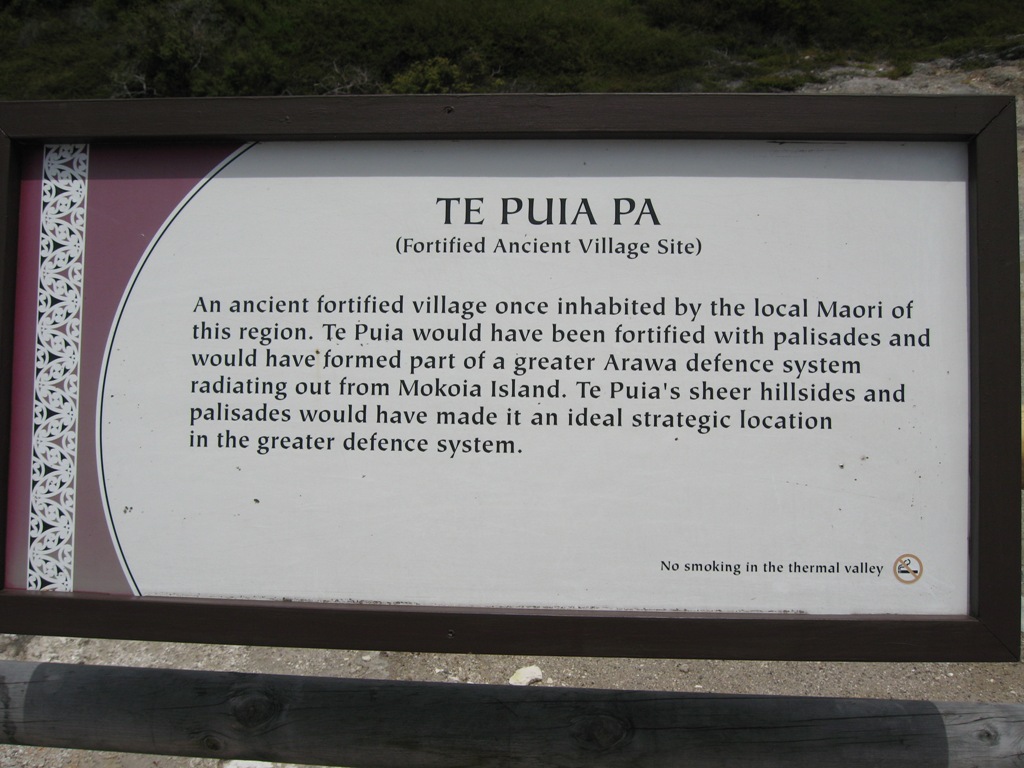 TE PUIA PA
(Fortified Ancient Village Site)
An ancient fortified village once inhabited by the local Maori of
this region. Te Puia would have been fortified with palisades and
would have formed part of a greater Arawa defence system
radiating out from Mokoia Island. Te Puia's sheer hillsides and
palisades would have made it an ideal strategic location
in the greater defence system.
No smoking in the thermal valley